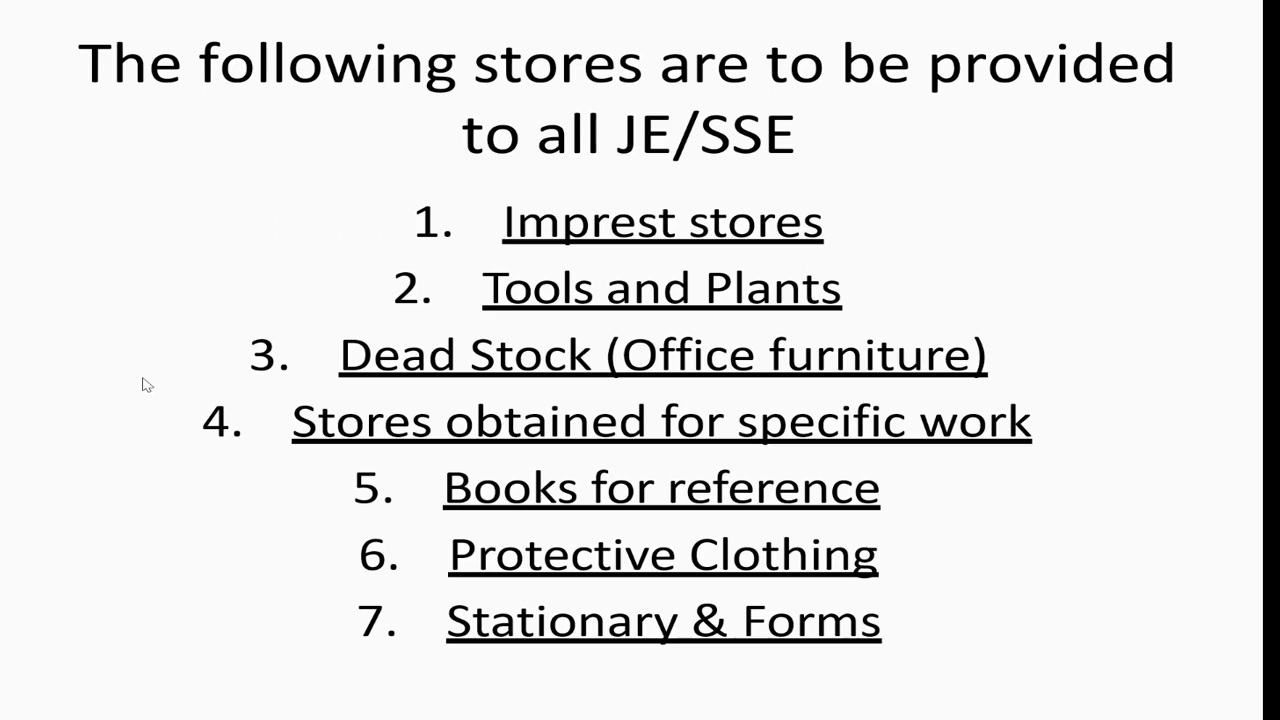 The following stores are to be provided
to all JE/SSE
1. Imprest stores
2. Tools and Plants
3. Dead Stock (Office furniture)
4. Stores obtained for specific work
5. Books for reference
6. Protective Clothing
7. Stationary & Forms